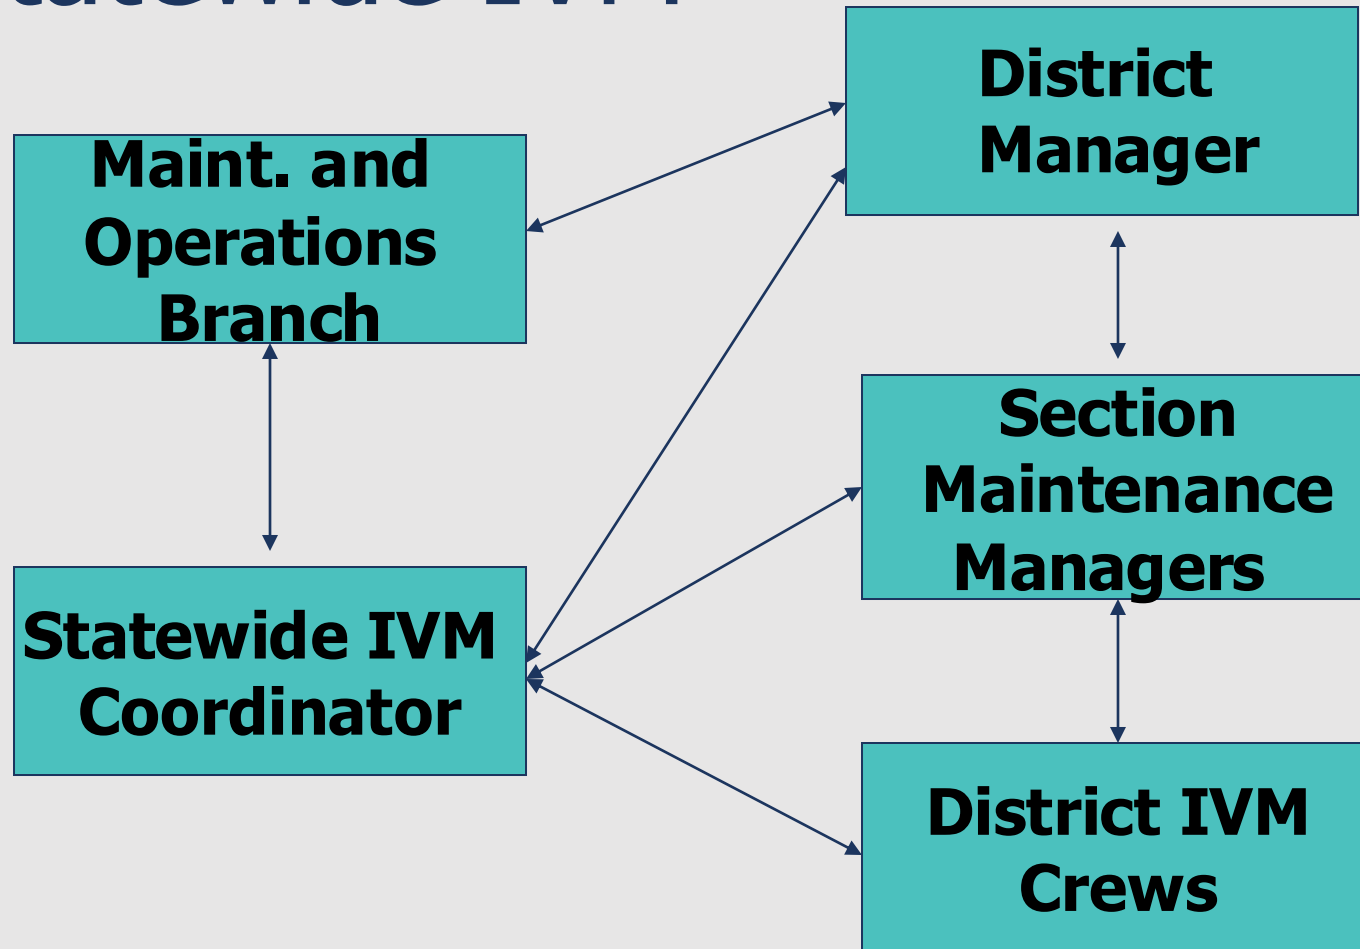 Maint. and
Operations
Branch
Statewide IVM
Coordinator
District
Manager
Section
Maintenance
Managers
District IVM
Crews